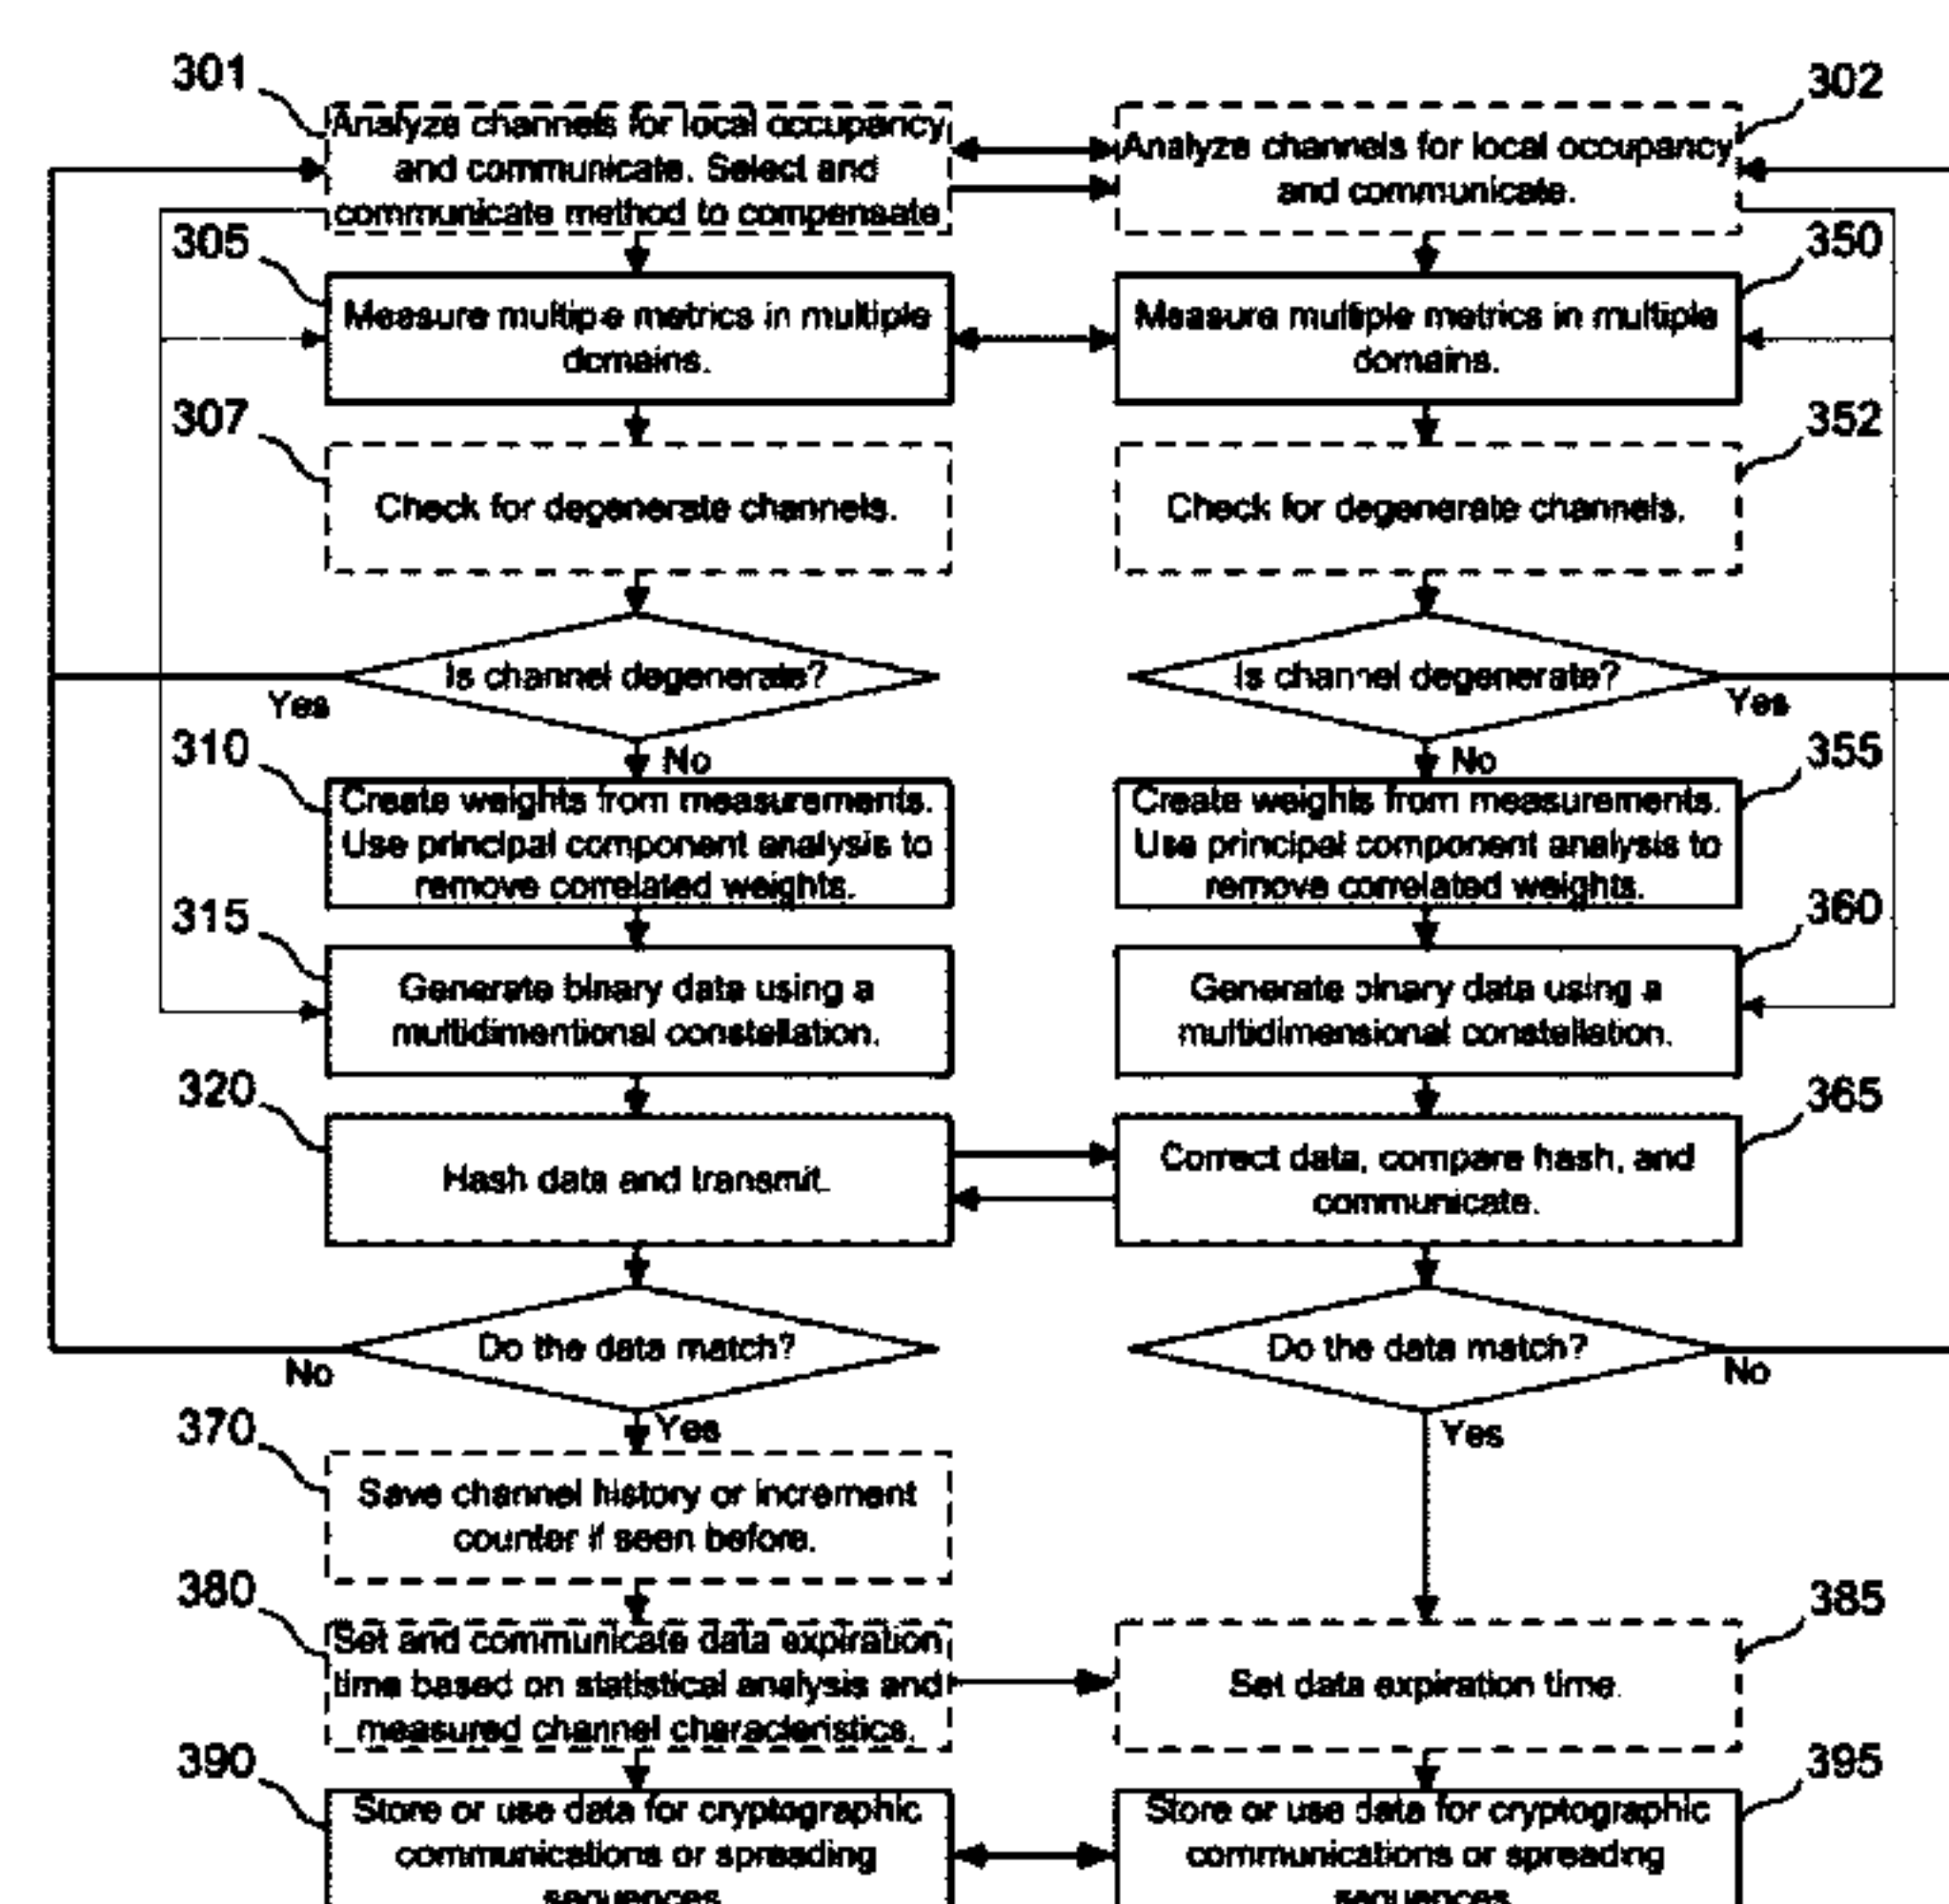 301
Analyze channels for local occupancy
and communicate. Select and
communicate method to compensate
302
Analyze channels for local occupancy
and communicate.
305
Measure multiple metrics in multiple
domains.
350
Measure multiple metrics in multiple
domains.
307
Check for degenerate channels.
352
Check for degenerate channels.
Is channel degenerate?
Yes
No
Is channel degenerate?
Yes
No
310
Create weights from measurements.
Use principal component analysis to
remove correlated weights.
355
Create weights from measurements.
Use principal component analysis to
remove correlated weights.
315
Generate binary data using a
multidimentional constellation.
360
Generate binary data using a
multidimensional constellation.
320
Hash data and transmit.
365
Correct data, compare hash, and
communicate.
Do the data match?
No
Yes
Do the data match?
No
Yes
370
Save channel history or increment
counter if seen before.
380
Set and communicate data expiration
time based on statistical analysis and
measured channel characteristics.
385
Set data expiration time.
390
Store or use data for cryptographic
communications or spreading
sequences.
395
Store or use data for cryptographic
communications or spreading
sequences.